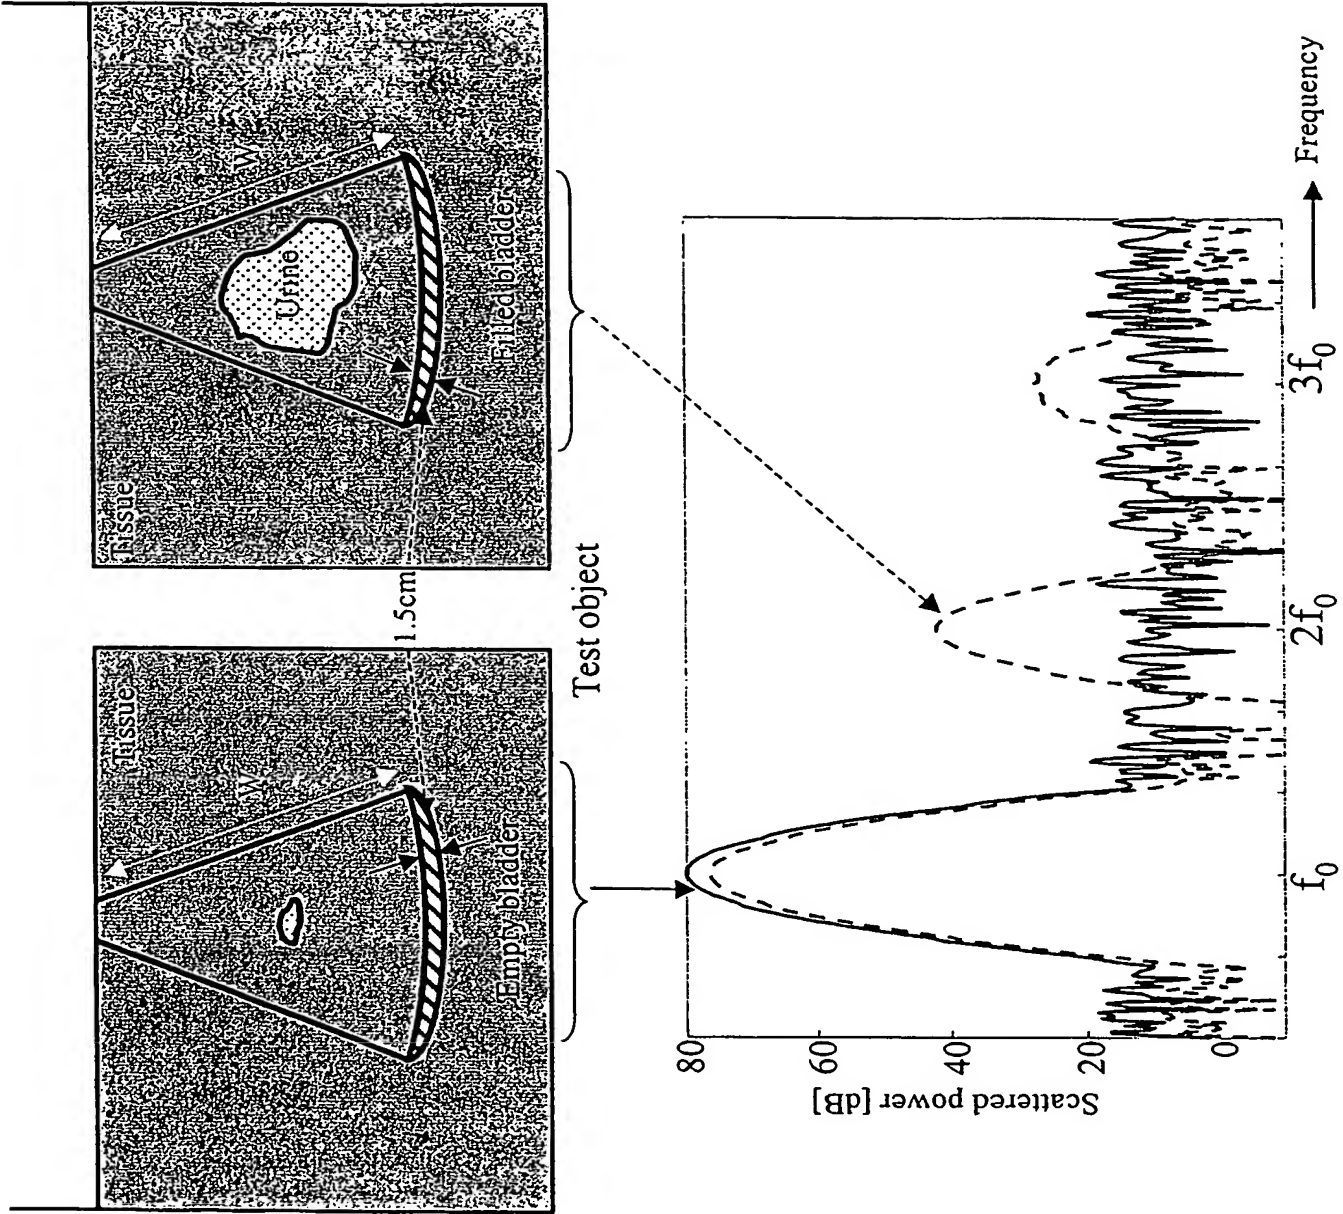 Tissue
W
Empty bladder
1.5cm
Tissue
W
Urine
Filled bladder
Test object
Scattered power [dB]
80
60
40
20
0
f0
2f0
3f0
Frequency